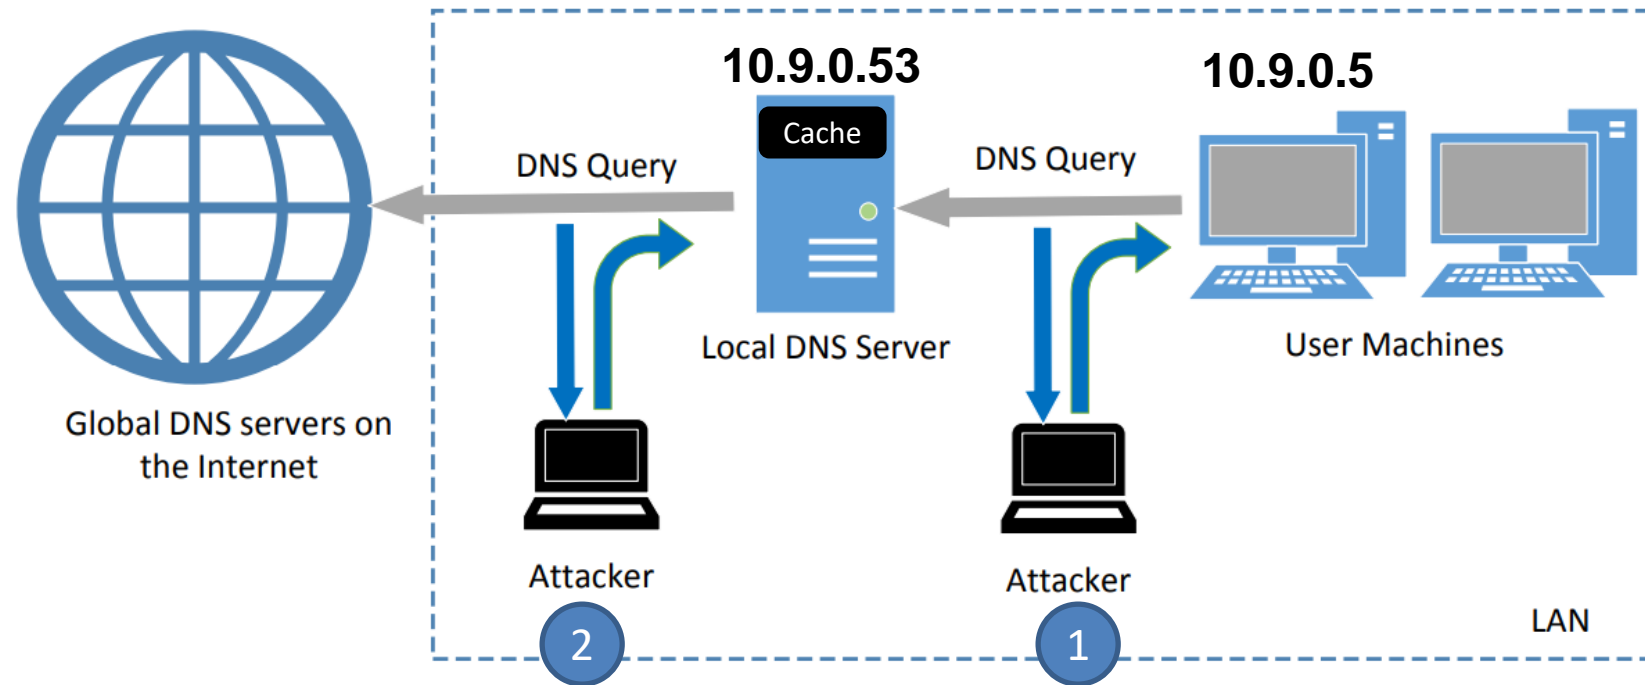 10.9.0.53
10.9.0.5
Cache
DNS Query
DNS Query
Local DNS Server
User Machines
Global DNS servers on
the Internet
Attacker
Attacker
2
1
LAN